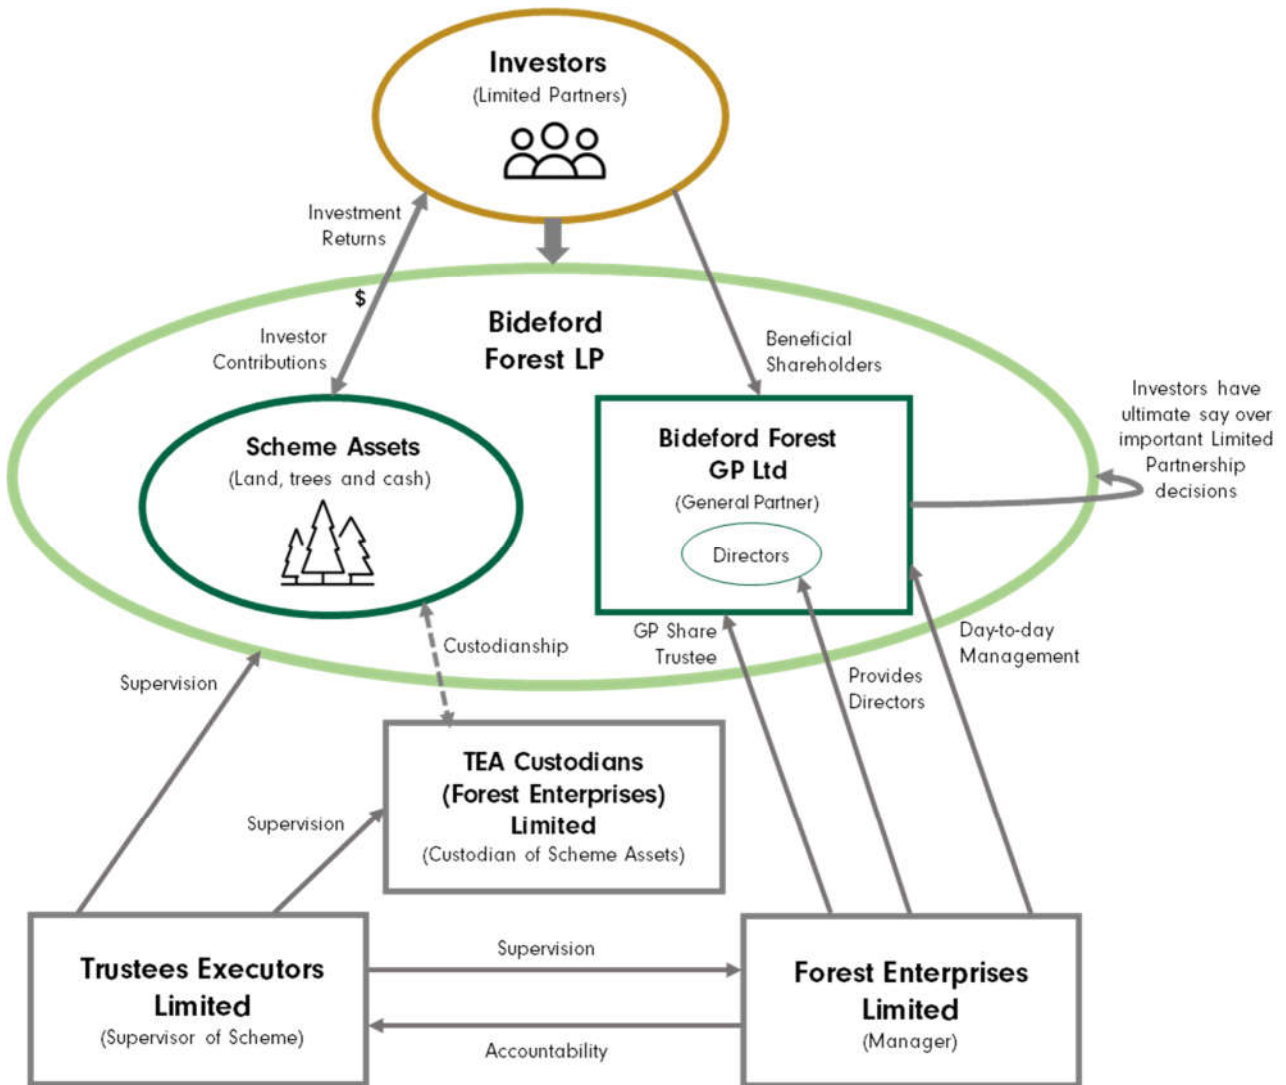 Investors
(Limited Partners)
Investment
Returns
$
Investor
Contributions
Bideford
Forest LP
Beneficial
Shareholders
Investors have
ultimate say over
important Limited
Partnership
decisions
Scheme Assets
(Land, trees and cash)
Bideford Forest
GP Ltd
(General Partner)
Directors
Supervision
Custodianship
GP Share
Trustee
Provides
Directors
Day-to-day
Management
TEA Custodians
(Forest Enterprises)
Limited
(Custodian of Scheme Assets)
Supervision
Trustees Executors
Limited
(Supervisor of Scheme)
Supervision
Accountability
Forest Enterprises
Limited
(Manager)